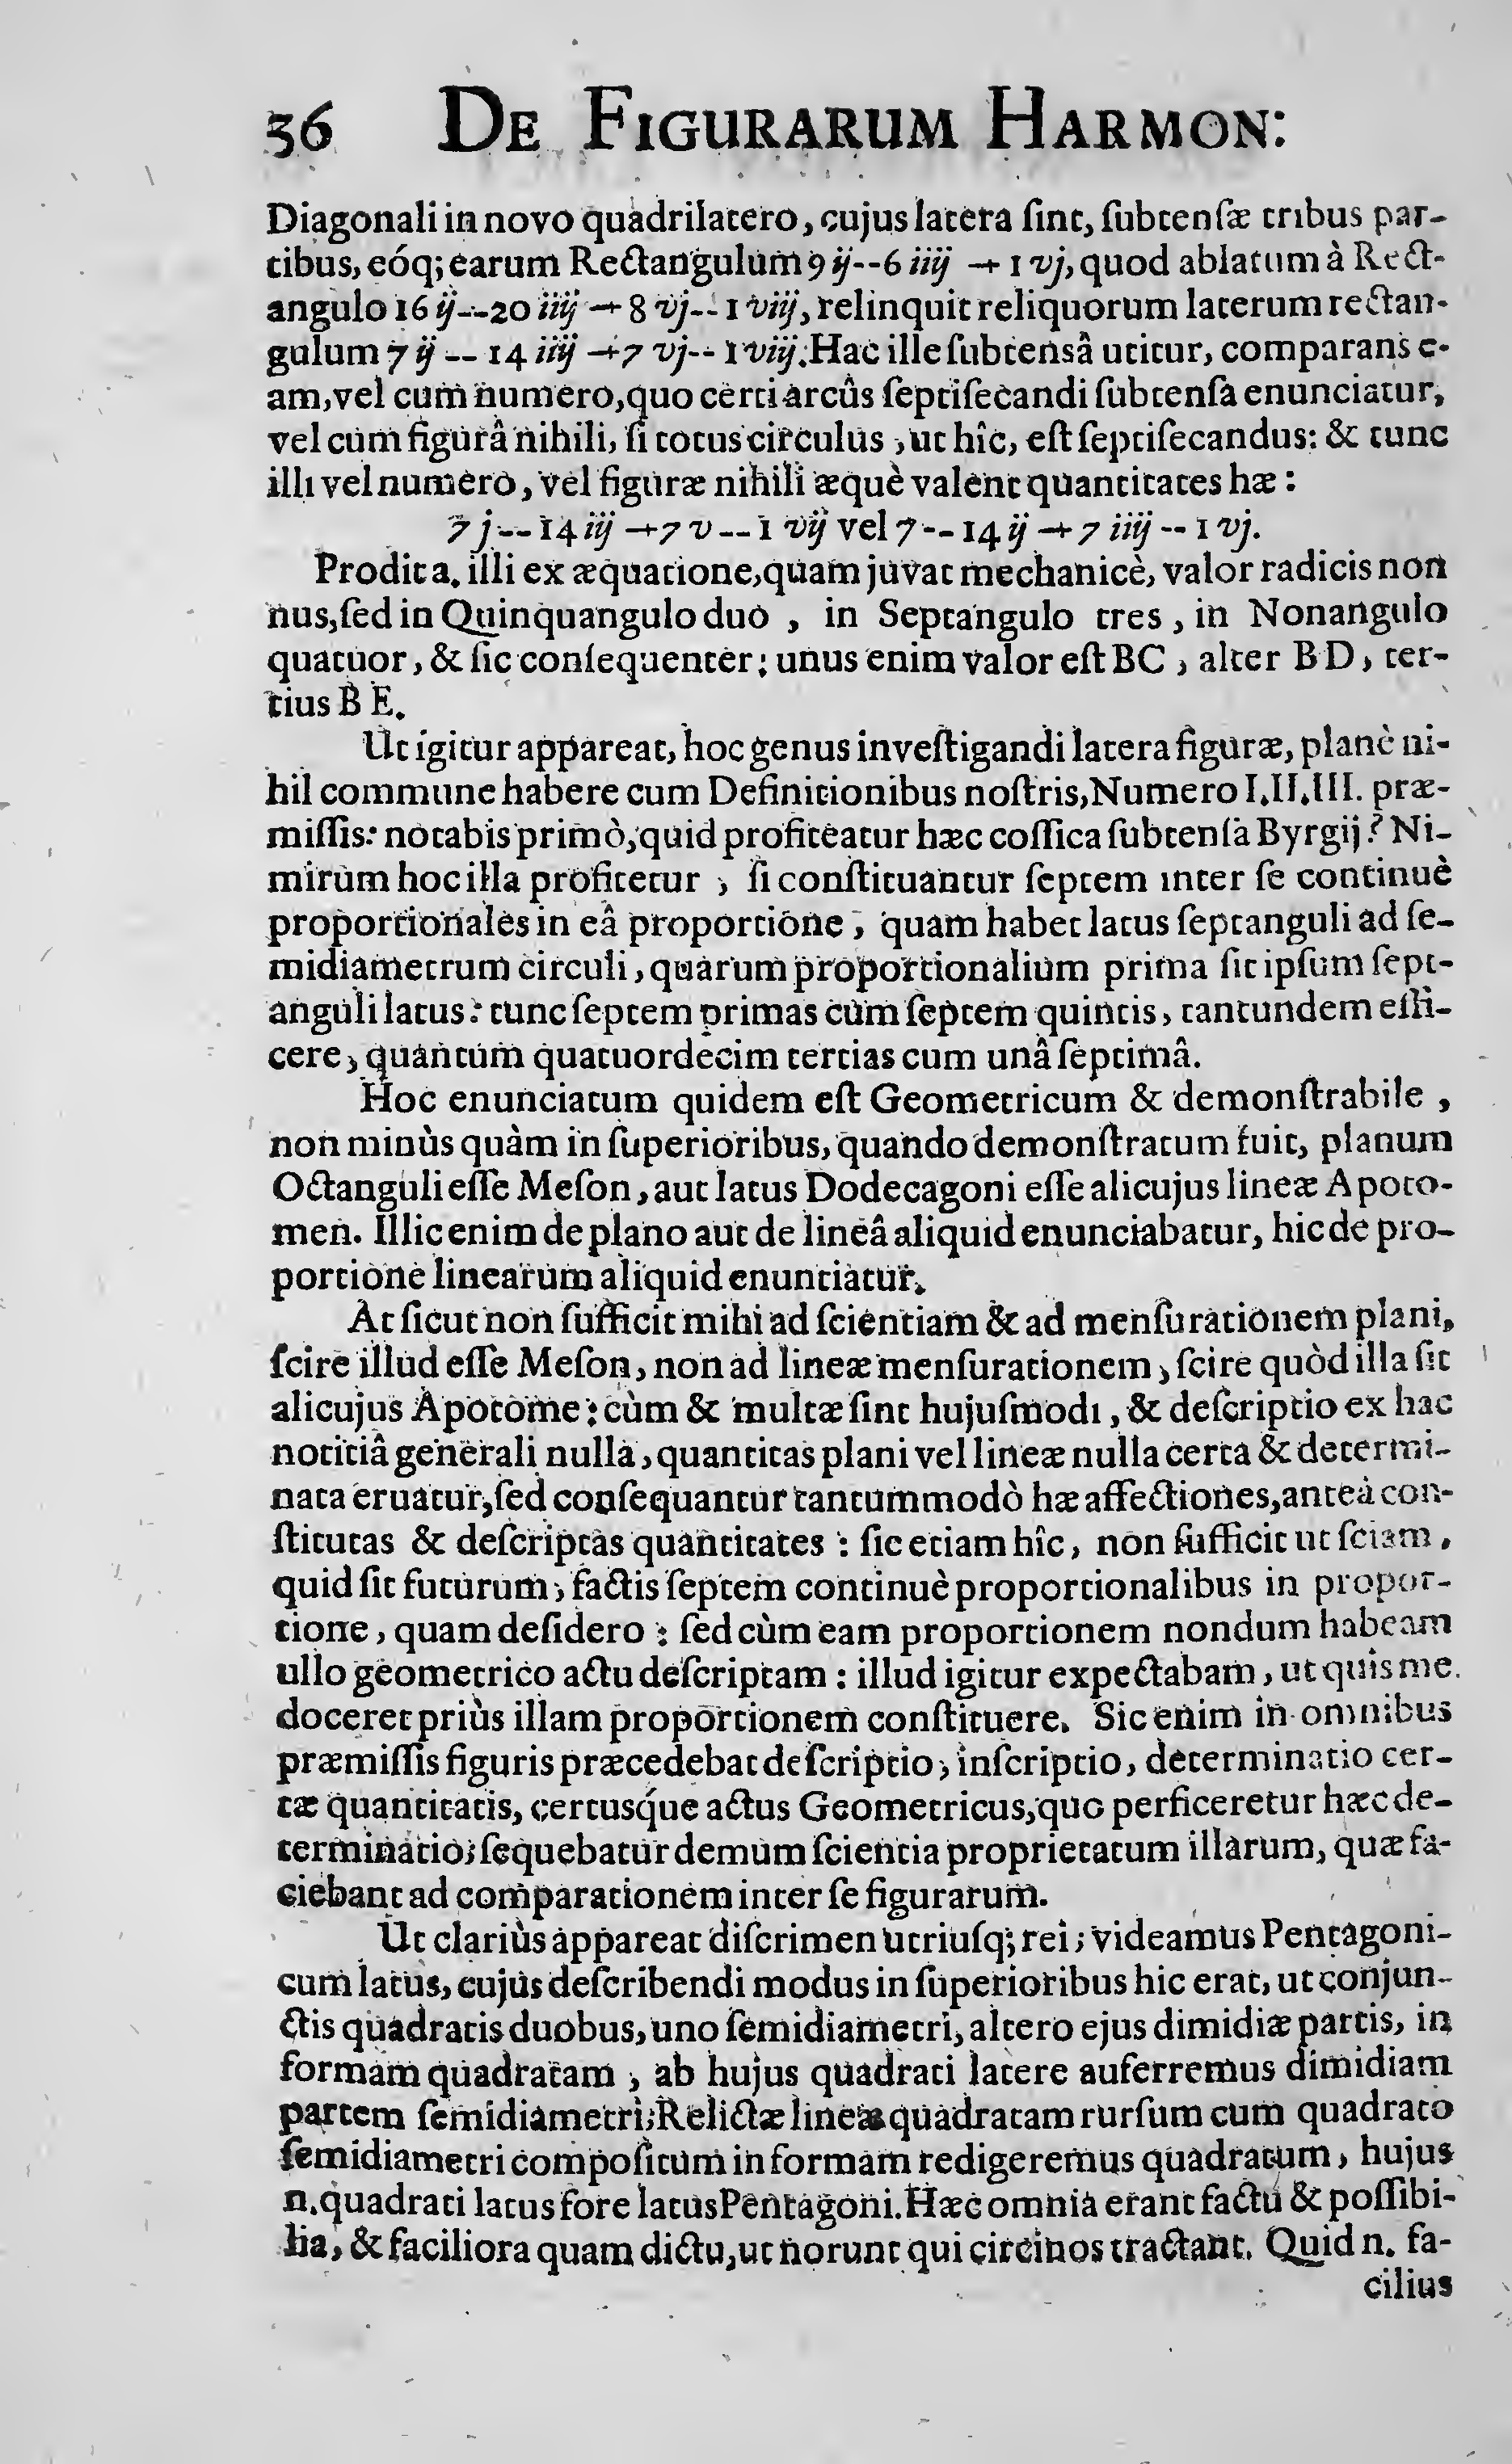 36 DE FIGURARUM HARMON:
Diagonali in novo quadrilatero, cujus latera ſint, ſubtenſæ tribus par-
tibus, eóq; earum Rectangulum 9 ij--6 iiij -+ 1 vj, quod ablatum à Rect-
angulo 16 ij--20 iiij -+ 8 vj-- 1 viij, relinquit reliquorum laterum rectan-
gulum 7 ij -- 14 iiij -+7 vj-- 1 viij. Hac ille ſubtensâ utitur, comparans e-
am, vel cum numero, quo certi arcûs ſeptiſecandi ſubtenſa enunciatur,
vel cum figurâ nihili, ſi totus circulus, ut hîc, eſt ſeptiſecandus: & tunc
illi vel numero, vel figuræ nihili æquè valent quantitates hæ:
7 j -- 14 iij -+7 v -- 1 vij vel 7 -- 14 ij -+ 7 iiij -- 1 vj.
Prodit a. illi ex æquatione, quam juvat mechanicè, valor radicis non
nus, ſed in Quinquangulo duo, in Septangulo tres, in Nonangulo
quatuor, & ſic conſequenter; unus enim valor eſt BC, alter BD, ter-
tius B E.
Ut igitur appareat, hoc genus inveſtigandi latera figuræ, planè ni-
hil commune habere cum Definitionibus noſtris, Numero I. II. III. præ-
miſſis: notabis primò, quid profiteatur hæc coſſica ſubtenſa Byrgij? Ni-
mirùm hoc illa profitetur, ſi conſtituantur ſeptem inter ſe continuè
proportionales in eâ proportione, quam habet latus ſeptanguli ad ſe-
midiametrum circuli, quarum proportionalium prima ſit ipſum ſept-
anguli latus: tunc ſeptem primas cum ſeptem quintis, tantundem effi-
cere, quantum quatuordecim tertias cum unâ ſeptimâ.
Hoc enunciatum quidem eſt Geometricum & demonſtrabile,
non minùs quàm in ſuperioribus, quando demonſtratum fuit, planum
Octanguli eſſe Meſon, aut latus Dodecagoni eſſe alicujus lineæ Apoto-
men. Illic enim de plano aut de lineâ aliquid enunciabatur, hic de pro-
portione linearum aliquid enuntiatur.
At ſicut non ſufficit mihi ad ſcientiam & ad menſurationem plani,
ſcire illud eſſe Meſon, non ad lineæ menſurationem, ſcire quòd illa ſit
alicujus Apotome: cùm & multæ ſint hujuſmodi, & deſcriptio ex hac
notitiâ generali nulla, quantitas plani vel lineæ nulla certa & determi-
nata eruatur, ſed conſequantur tantummodò hæ affectiones, anteà con-
ſtitutas & deſcriptas quantitates: ſic etiam hîc, non ſufficit ut ſciam,
quid ſit futurum, factis ſeptem continuè proportionalibus in propor-
tione, quam deſidero: ſed cùm eam proportionem nondum habeam
ullo geometrico actu deſcriptam: illud igitur expectabam, ut quis me
doceret priùs illam proportionem conſtituere. Sic enim in omnibus
præmiſſis figuris præcedebat deſcriptio, inſcriptio, determinatio cer-
tæ quantitatis, certusq́ue actus Geometricus, quo perficeretur hæc de-
terminatio; ſequebatur demum ſcientia proprietatum illarum, quæ fa-
ciebant ad comparationem inter ſe figurarum.
Ut clariùs appareat diſcrimen utriuſq; rei; videamus Pentagoni-
cum latus, cujus deſcribendi modus in ſuperioribus hic erat, ut conjun-
ctis quadratis duobus, uno ſemidiametri, altero ejus dimidiæ partis, in
formam quadratam, ab hujus quadrati latere auferremus dimidiam
partem ſemidiametri; Relictæ lineæ quadratam rurſum cum quadrato
ſemidiametri compoſitum in formam redigeremus quadratum, hujus
n. quadrati latus fore latus Pentagoni. Hæc omnia erant factu & poſſibi-
lia, & faciliora quam dictu, ut norunt qui circinos tractant. Quid n. fa-
cilius